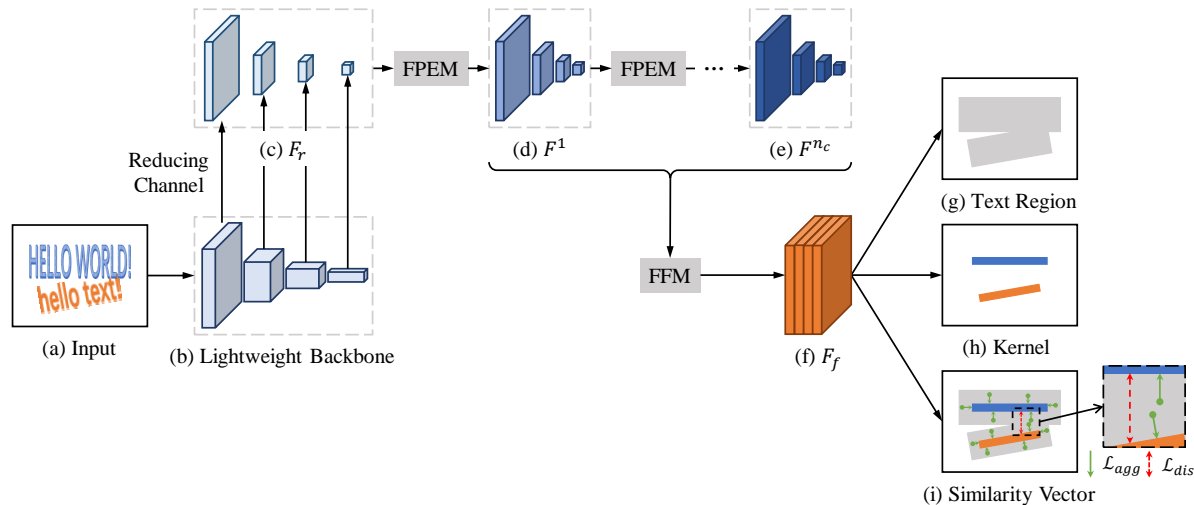 FPEM
FPEM
...
(c) F_r
(d) F^1
(e) F^{n_c}
Reducing
Channel
(g) Text Region
HELLO WORLD!
hello text!
FFM
(a) Input
(b) Lightweight Backbone
(f) F_f
(h) Kernel
ℒ_agg
ℒ_dis
(i) Similarity Vector